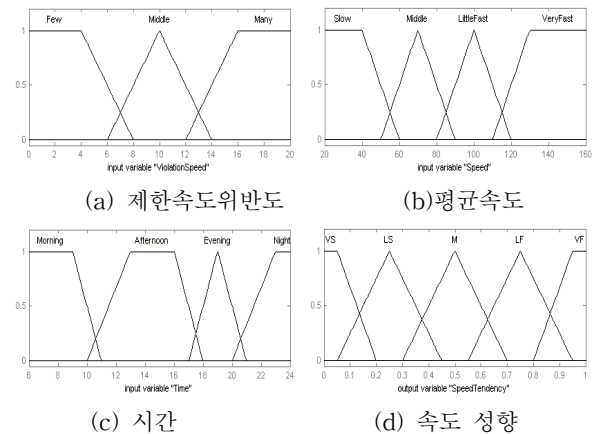 Few Middle Many
1
0.5
0
0 2 4 6 8 10 12 14 16 18 20
input variable "ViolationSpeed"
(a) 제한속도위반도
Slow Middle LittleFast VeryFast
1
0.5
0
20 40 60 80 100 120 140 160
input variable "Speed"
(b)평균속도
Morning Afternoon Evening Night
1
0.5
0
6 8 10 12 14 16 18 20 22 24
input variable "Time"
(c) 시간
VS LS M LF VF
1
0.5
0
0 0.1 0.2 0.3 0.4 0.5 0.6 0.7 0.8 0.9 1
output variable "SpeedTendency"
(d) 속도 성향